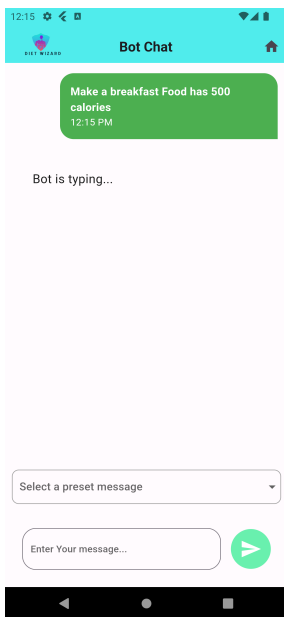 12:15
DIET WIZARD
Bot Chat
Make a breakfast Food has 500
calories
12:15 PM
Bot is typing...
Select a preset message
Enter Your message...